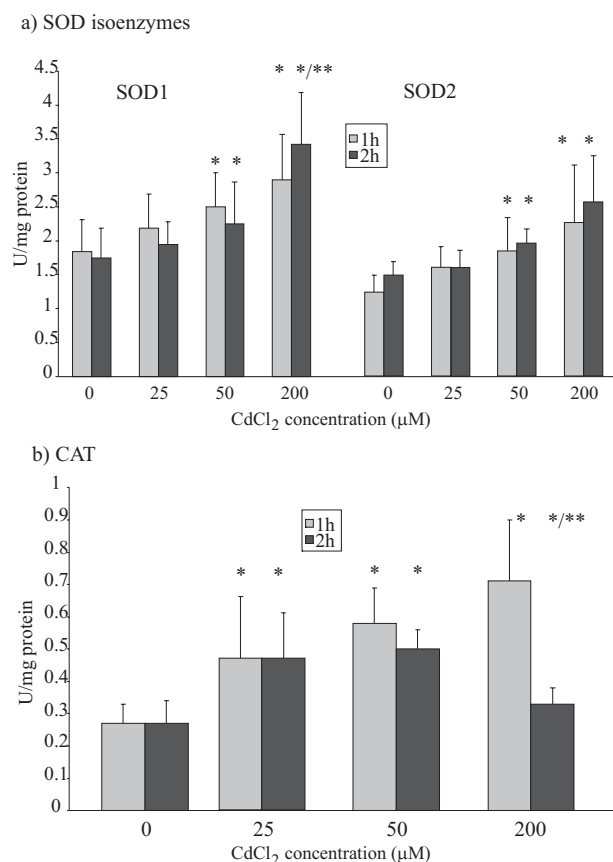 a) SOD isoenzymes
4.5
4
3.5
3
2.5
2
1.5
1
0.5
0
U/mg protein
SOD1
SOD2
* */** * *
* * * *
1h
2h
0 25 50 200 0 25 50 200
CdCl₂ concentration (µM)
b) CAT
1
0.9
0.8
0.7
0.6
0.5
0.4
0.3
0.2
0.1
0
U/mg protein
1h
2h
* * * * * */**
0 25 50 200
CdCl₂ concentration (µM)